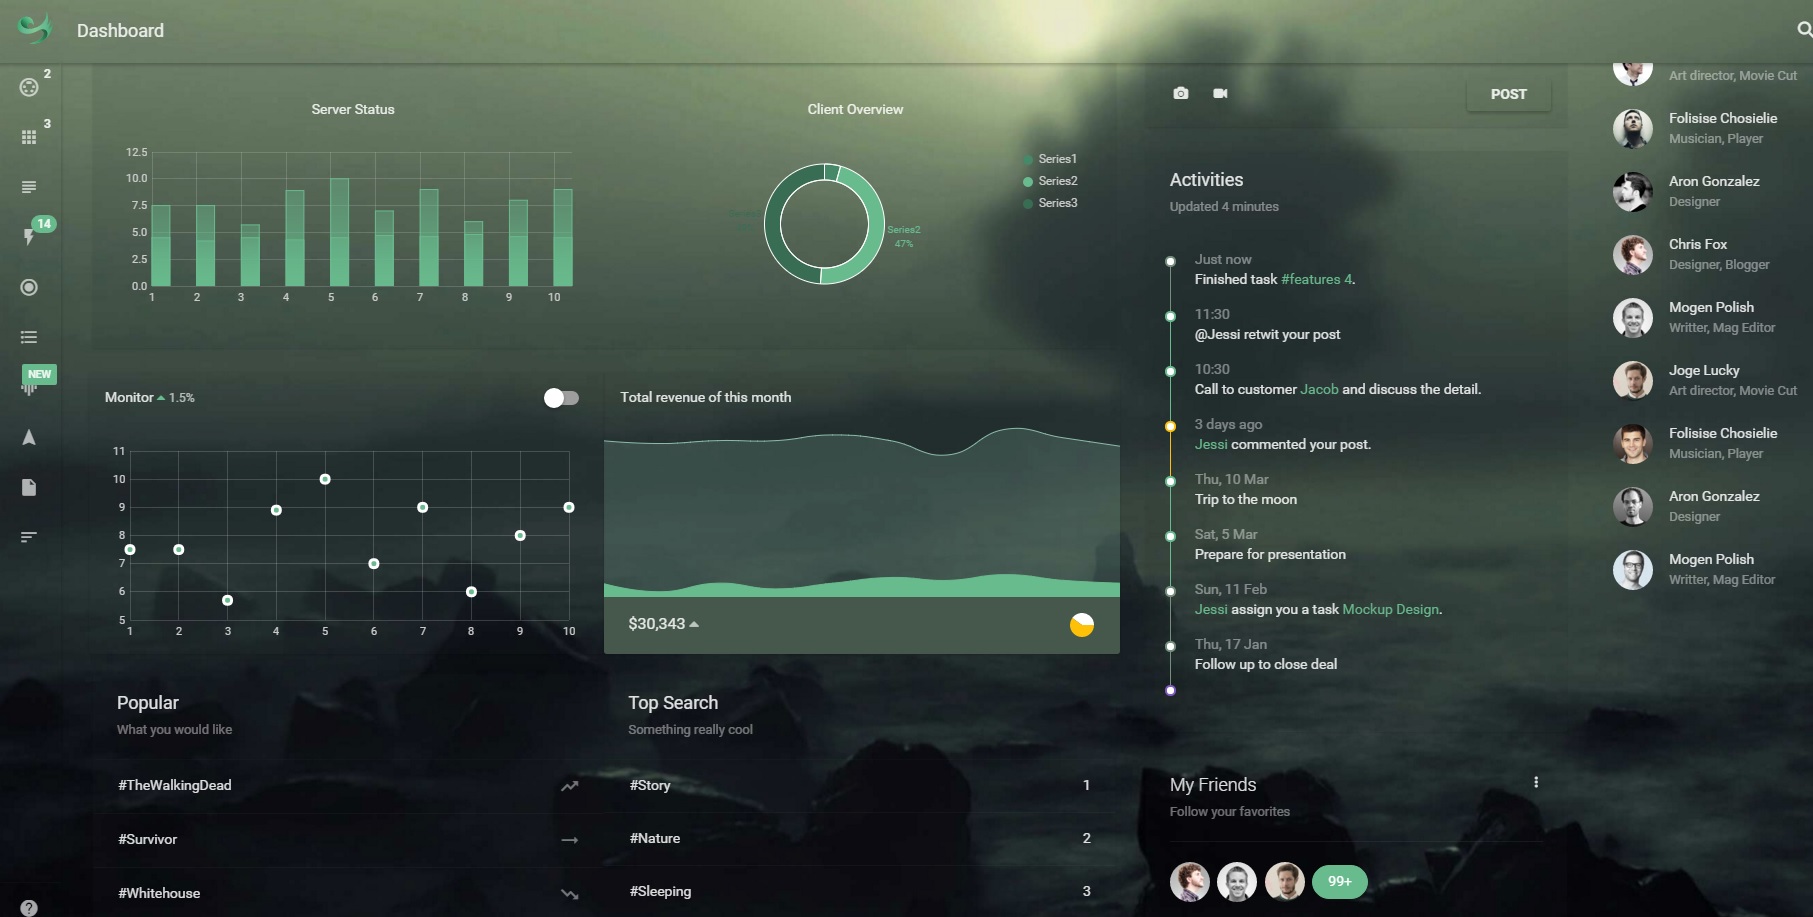 Dashboard
2
3
14
NEW
Server Status
12.5
10.0
7.5
5.0
2.5
0.0
1 2 3 4 5 6 7 8 9 10
Client Overview
Series1
Series2
Series3
Series2
47%
Monitor 1.5%
11
10
9
8
7
6
5
1 2 3 4 5 6 7 8 9 10
Total revenue of this month
$30,343
Popular
What you would like
#TheWalkingDead
#Survivor
#Whitehouse
Top Search
Something really cool
#Story 1
#Nature 2
#Sleeping 3
POST
Activities
Updated 4 minutes
Just now
Finished task #features 4.
11:30
@Jessi retwit your post
10:30
Call to customer Jacob and discuss the detail.
3 days ago
Jessi commented your post.
Thu, 10 Mar
Trip to the moon
Sat, 5 Mar
Prepare for presentation
Sun, 11 Feb
Jessi assign you a task Mockup Design.
Thu, 17 Jan
Follow up to close deal
My Friends
Follow your favorites
99+
Art director, Movie Cut
Folisise Chosielie
Musician, Player
Aron Gonzalez
Designer
Chris Fox
Designer, Blogger
Mogen Polish
Writter, Mag Editor
Joge Lucky
Art director, Movie Cut
Folisise Chosielie
Musician, Player
Aron Gonzalez
Designer
Mogen Polish
Writter, Mag Editor